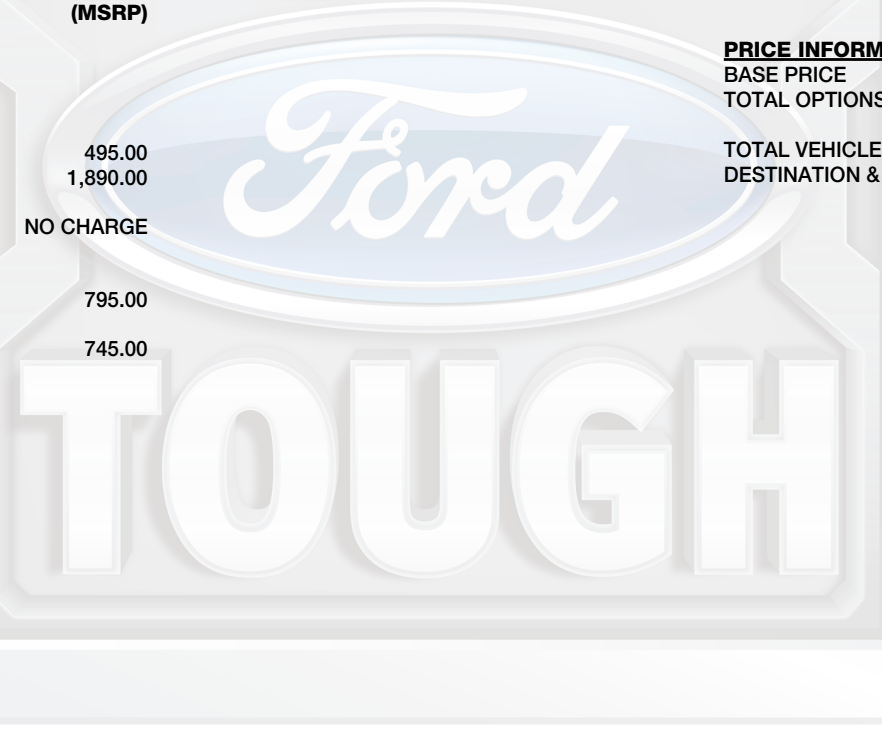 (MSRP)
495.00
1,890.00
NO CHARGE
795.00
745.00
PRICE INFORM
BASE PRICE
TOTAL OPTIONS
TOTAL VEHICLE
DESTINATION &
Ford
TOUGH